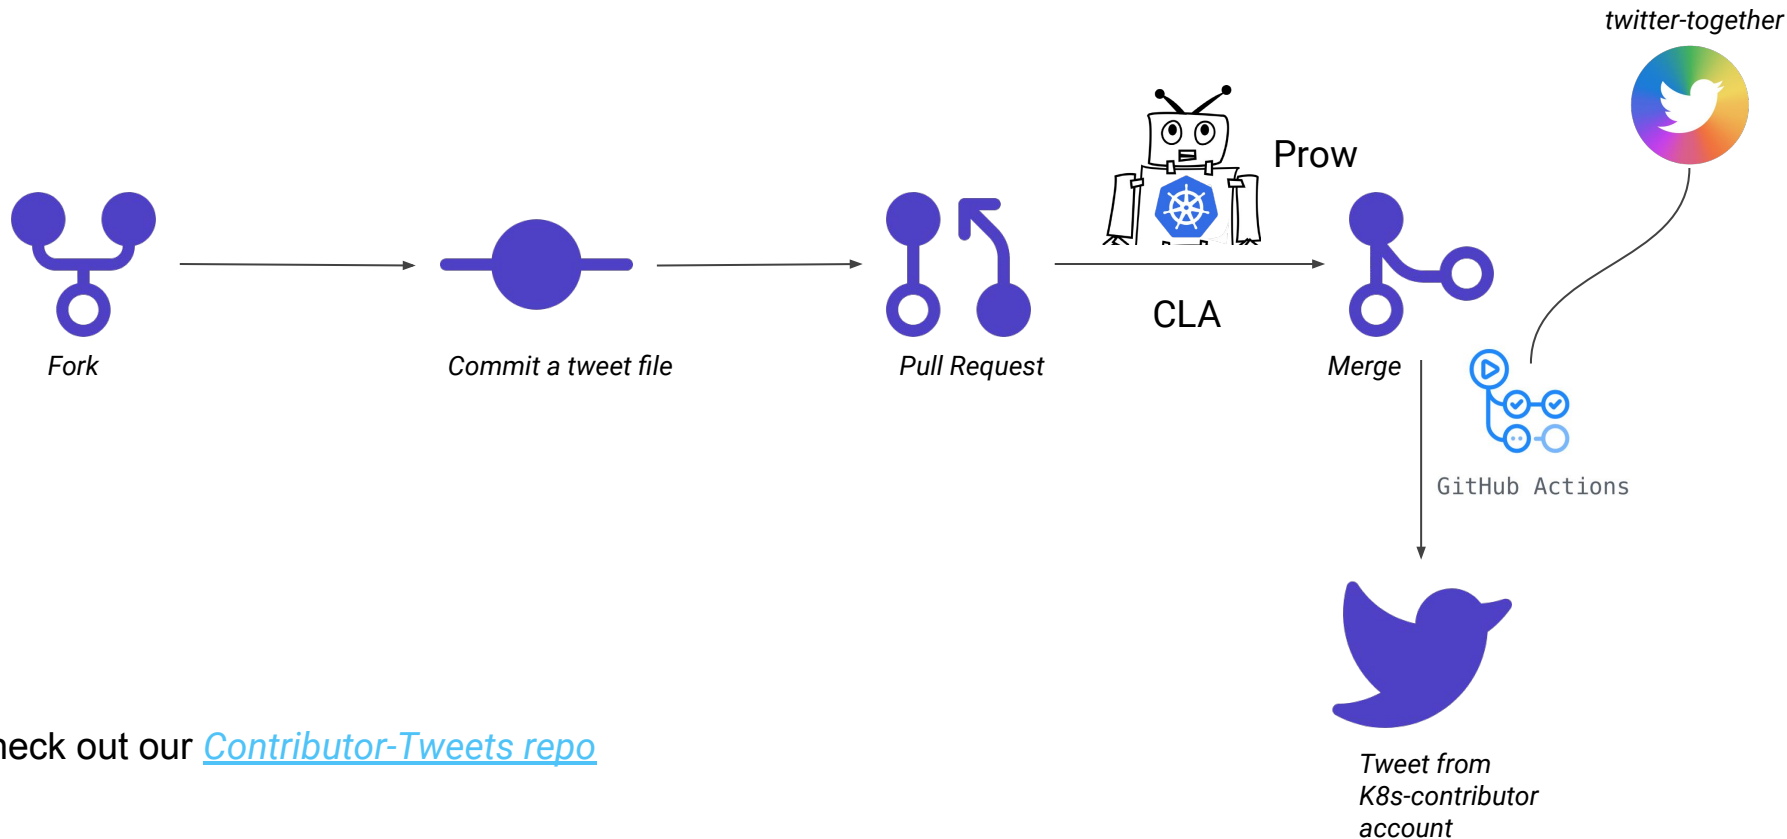 twitter-together
Prow
CLA
Fork
Commit a tweet file
Pull Request
Merge
GitHub Actions
heck out our Contributor-Tweets repo
Tweet from
K8s-contributor
account